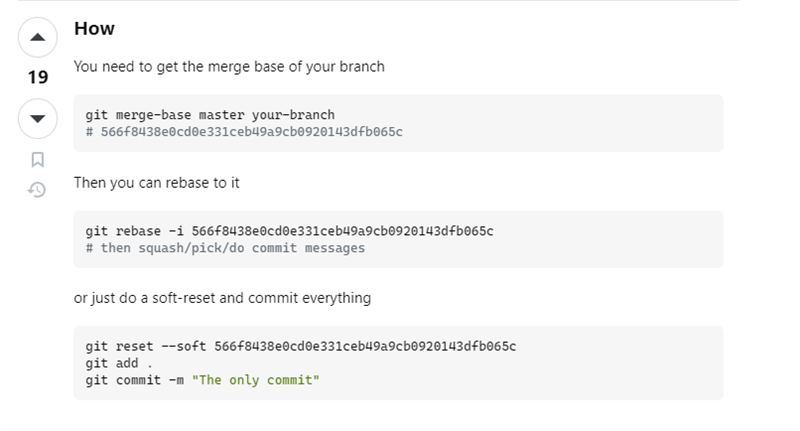 How
19
You need to get the merge base of your branch
git merge-base master your-branch
# 566f8438e0cd0e331ceb49a9cb0920143dfb065c
Then you can rebase to it
git rebase -i 566f8438e0cd0e331ceb49a9cb0920143dfb065c
# then squash/pick/do commit messages
or just do a soft-reset and commit everything
git reset --soft 566f8438e0cd0e331ceb49a9cb0920143dfb065c
git add .
git commit -m "The only commit"